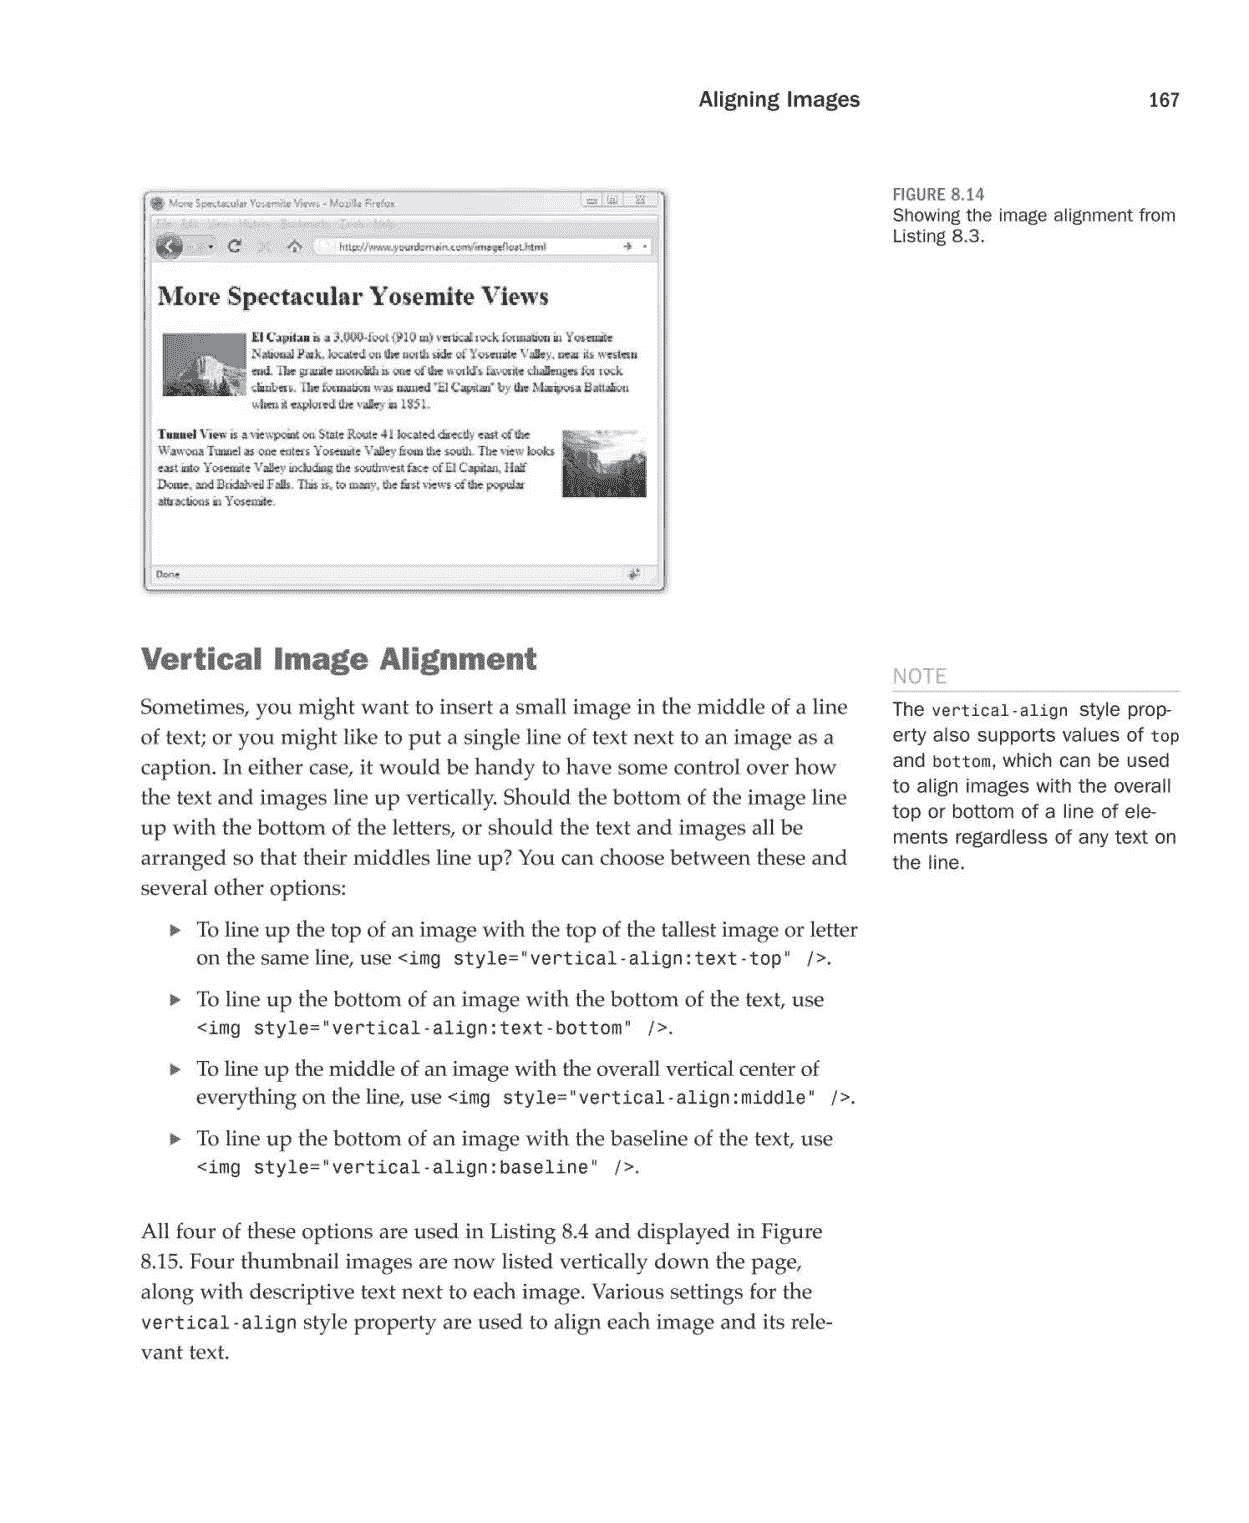 Aligning Images 167
More Spectacular Yosemite Views - Mozilla Firefox
File Edit View History Bookmarks Tools Help
http://www.yourdomain.com/imagefloat.html
More Spectacular Yosemite Views
El Capitan is a 3,000-foot (910 m) vertical rock formation in Yosemite
National Park, located on the north side of Yosemite Valley, near its western
end. The granite monolith is one of the world's favorite challenges for rock
climbers. The formation was named "El Capitan" by the Mariposa Battalion
when it explored the valley in 1851.
Tunnel View is a viewpoint on State Route 41 located directly east of the
Wawona Tunnel as one enters Yosemite Valley from the south. The view looks
east into Yosemite Valley including the southwest face of El Capitan, Half
Dome, and Bridalveil Falls. This is, to many, the first views of the popular
attractions in Yosemite.
Done
FIGURE 8.14
Showing the image alignment from
Listing 8.3.
Vertical Image Alignment
Sometimes, you might want to insert a small image in the middle of a line
of text; or you might like to put a single line of text next to an image as a
caption. In either case, it would be handy to have some control over how
the text and images line up vertically. Should the bottom of the image line
up with the bottom of the letters, or should the text and images all be
arranged so that their middles line up? You can choose between these and
several other options:
► To line up the top of an image with the top of the tallest image or letter
on the same line, use <img style="vertical-align:text-top" />.
► To line up the bottom of an image with the bottom of the text, use
<img style="vertical-align:text-bottom" />.
► To line up the middle of an image with the overall vertical center of
everything on the line, use <img style="vertical-align:middle" />.
► To line up the bottom of an image with the baseline of the text, use
<img style="vertical-align:baseline" />.
All four of these options are used in Listing 8.4 and displayed in Figure
8.15. Four thumbnail images are now listed vertically down the page,
along with descriptive text next to each image. Various settings for the
vertical-align style property are used to align each image and its rele-
vant text.
NOTE
The vertical-align style prop-
erty also supports values of top
and bottom, which can be used
to align images with the overall
top or bottom of a line of ele-
ments regardless of any text on
the line.